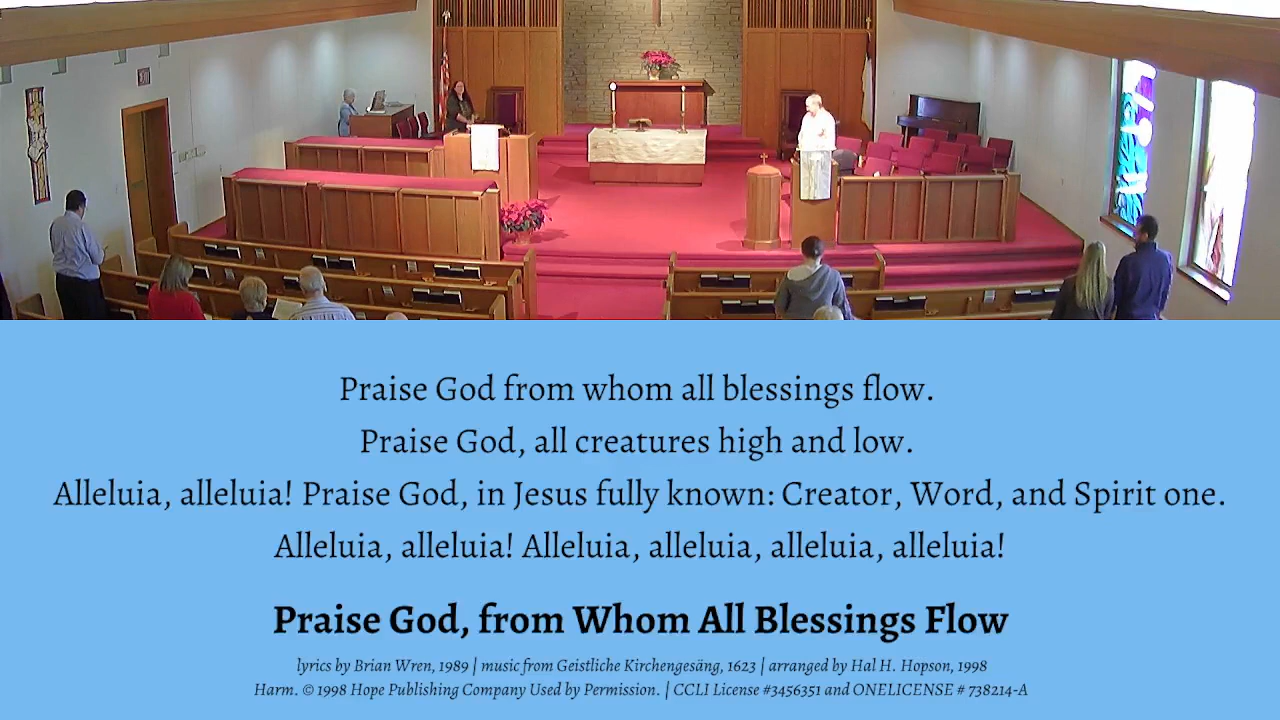 Praise God from whom all blessings flow.
Praise God, all creatures high and low.
Alleluia, alleluia! Praise God, in Jesus fully known: Creator, Word, and Spirit one.
Alleluia, alleluia! Alleluia, alleluia, alleluia, alleluia!
Praise God, from Whom All Blessings Flow
lyrics by Brian Wren, 1989 | music from Geistliche Kirchengesäng, 1623 | arranged by Hal H. Hopson, 1998
Harm. © 1998 Hope Publishing Company Used by Permission. | CCLI License #3456351 and ONELICENSE # 738214-A